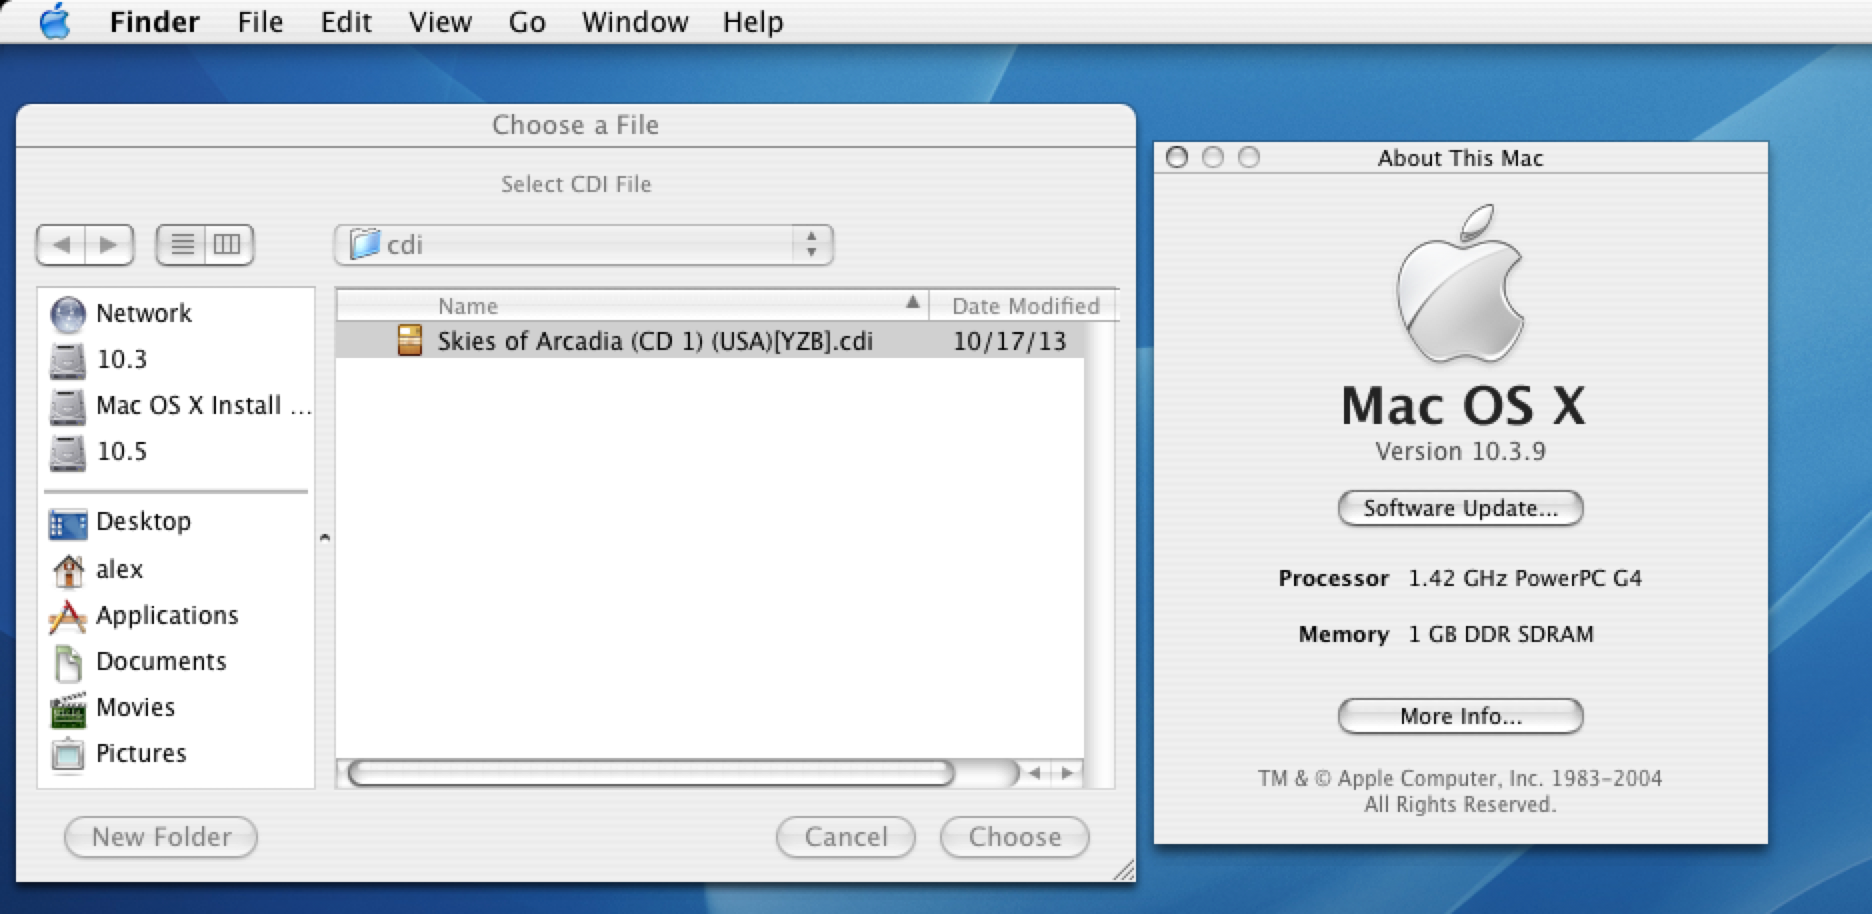 Finder File Edit View Go Window Help
Choose a File
Select CDI File
cdi
Network
10.3
Mac OS X Install ...
10.5
Desktop
alex
Applications
Documents
Movies
Pictures
Name Date Modified
Skies of Arcadia (CD 1) (USA)[YZB].cdi 10/17/13
New Folder Cancel Choose
About This Mac
Mac OS X
Version 10.3.9
Software Update...
Processor 1.42 GHz PowerPC G4
Memory 1 GB DDR SDRAM
More Info...
TM & © Apple Computer, Inc. 1983–2004
All Rights Reserved.